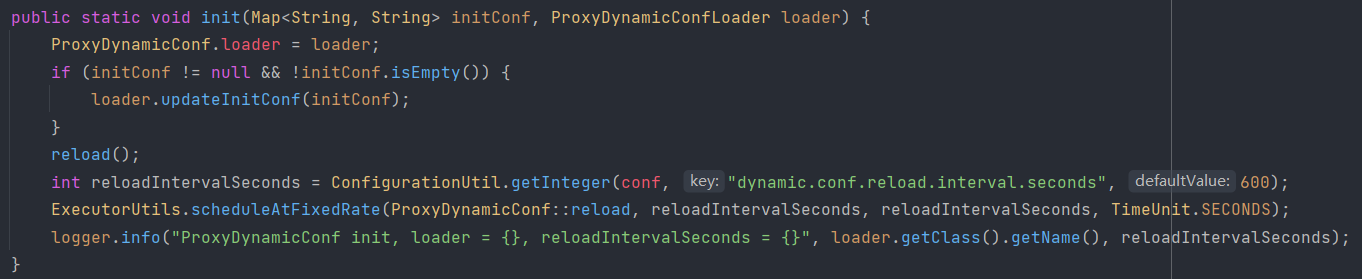 public static void init(Map<String, String> initConf, ProxyDynamicConfLoader loader) {
    ProxyDynamicConf.loader = loader;
    if (initConf != null && !initConf.isEmpty()) {
        loader.updateInitConf(initConf);
    }
    reload();
    int reloadIntervalSeconds = ConfigurationUtil.getInteger(conf, key: "dynamic.conf.reload.interval.seconds", defaultValue: 600);
    ExecutorUtils.scheduleAtFixedRate(ProxyDynamicConf::reload, reloadIntervalSeconds, reloadIntervalSeconds, TimeUnit.SECONDS);
    logger.info("ProxyDynamicConf init, loader = {}, reloadIntervalSeconds = {}", loader.getClass().getName(), reloadIntervalSeconds);
}